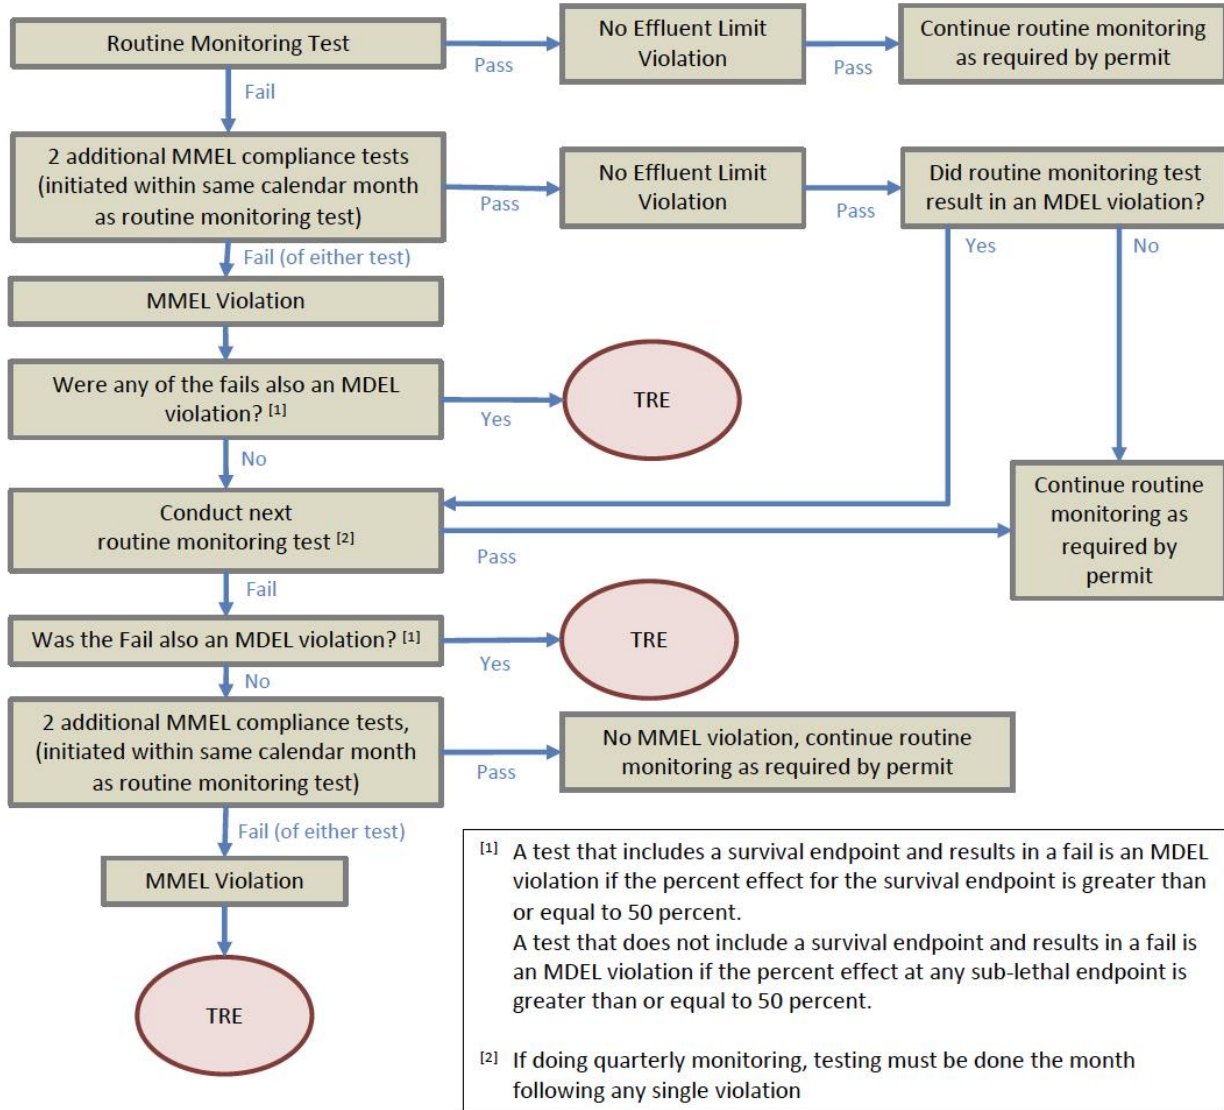 Routine Monitoring Test
Pass
No Effluent Limit
Violation
Pass
Continue routine monitoring
as required by permit
Fail
2 additional MMEL compliance tests
(initiated within same calendar month
as routine monitoring test)
Pass
No Effluent Limit
Violation
Pass
Did routine monitoring test
result in an MDEL violation?
Yes
No
Fail (of either test)
MMEL Violation
Were any of the fails also an MDEL
violation? [1]
Yes
TRE
No
Conduct next
routine monitoring test [2]
Pass
Continue routine
monitoring as
required by
permit
Fail
Was the Fail also an MDEL violation? [1]
Yes
TRE
No
2 additional MMEL compliance tests,
(initiated within same calendar month
as routine monitoring test)
Pass
No MMEL violation, continue routine
monitoring as required by permit
Fail (of either test)
MMEL Violation
TRE
[1] A test that includes a survival endpoint and results in a fail is an MDEL
violation if the percent effect for the survival endpoint is greater than
or equal to 50 percent.
A test that does not include a survival endpoint and results in a fail is
an MDEL violation if the percent effect at any sub-lethal endpoint is
greater than or equal to 50 percent.
[2] If doing quarterly monitoring, testing must be done the month
following any single violation